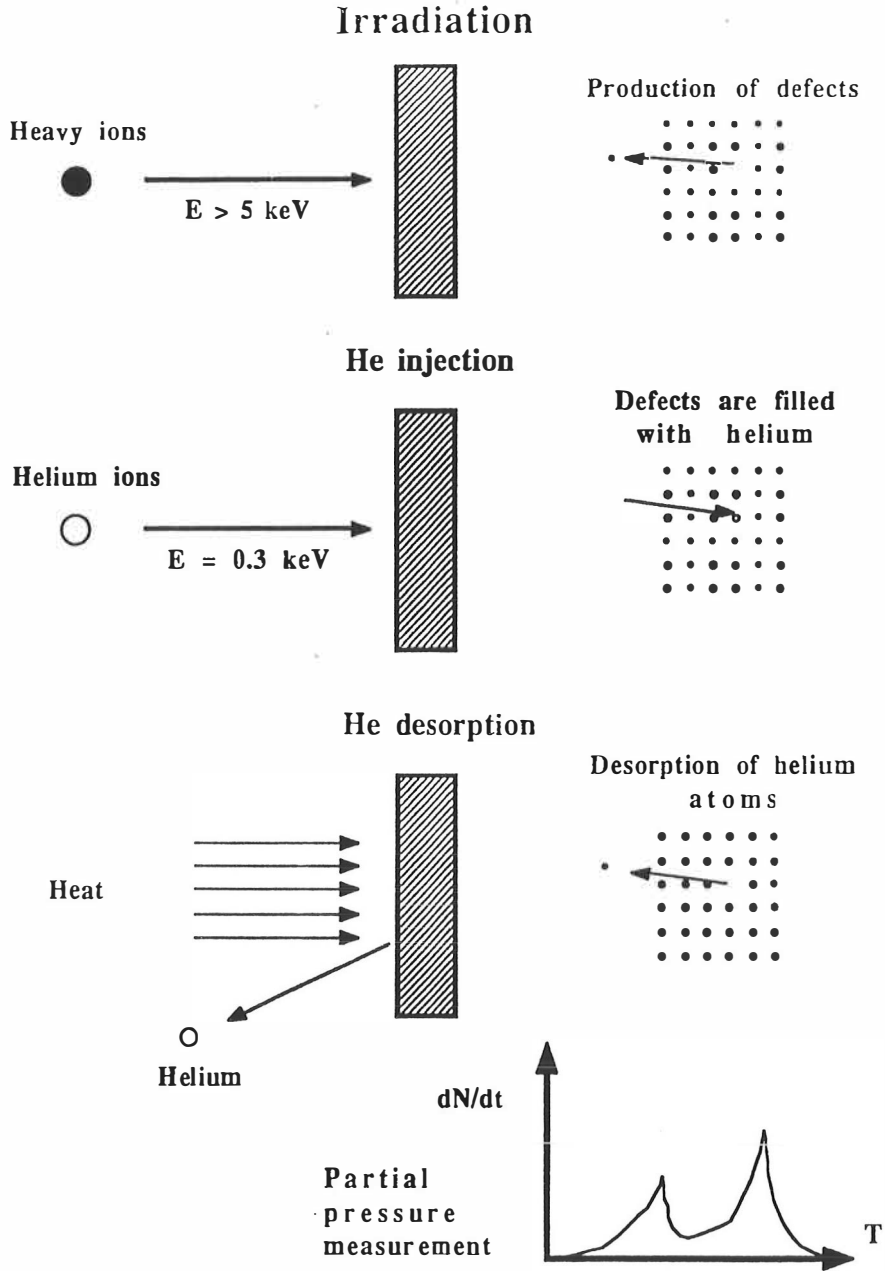 Irradiation
Production of defects
Heavy ions
E > 5 keV
He injection
Defects are filled
with helium
Helium ions
E = 0.3 keV
He desorption
Desorption of helium
atoms
Heat
Helium
dN/dt
Partial
pressure
measurement
T